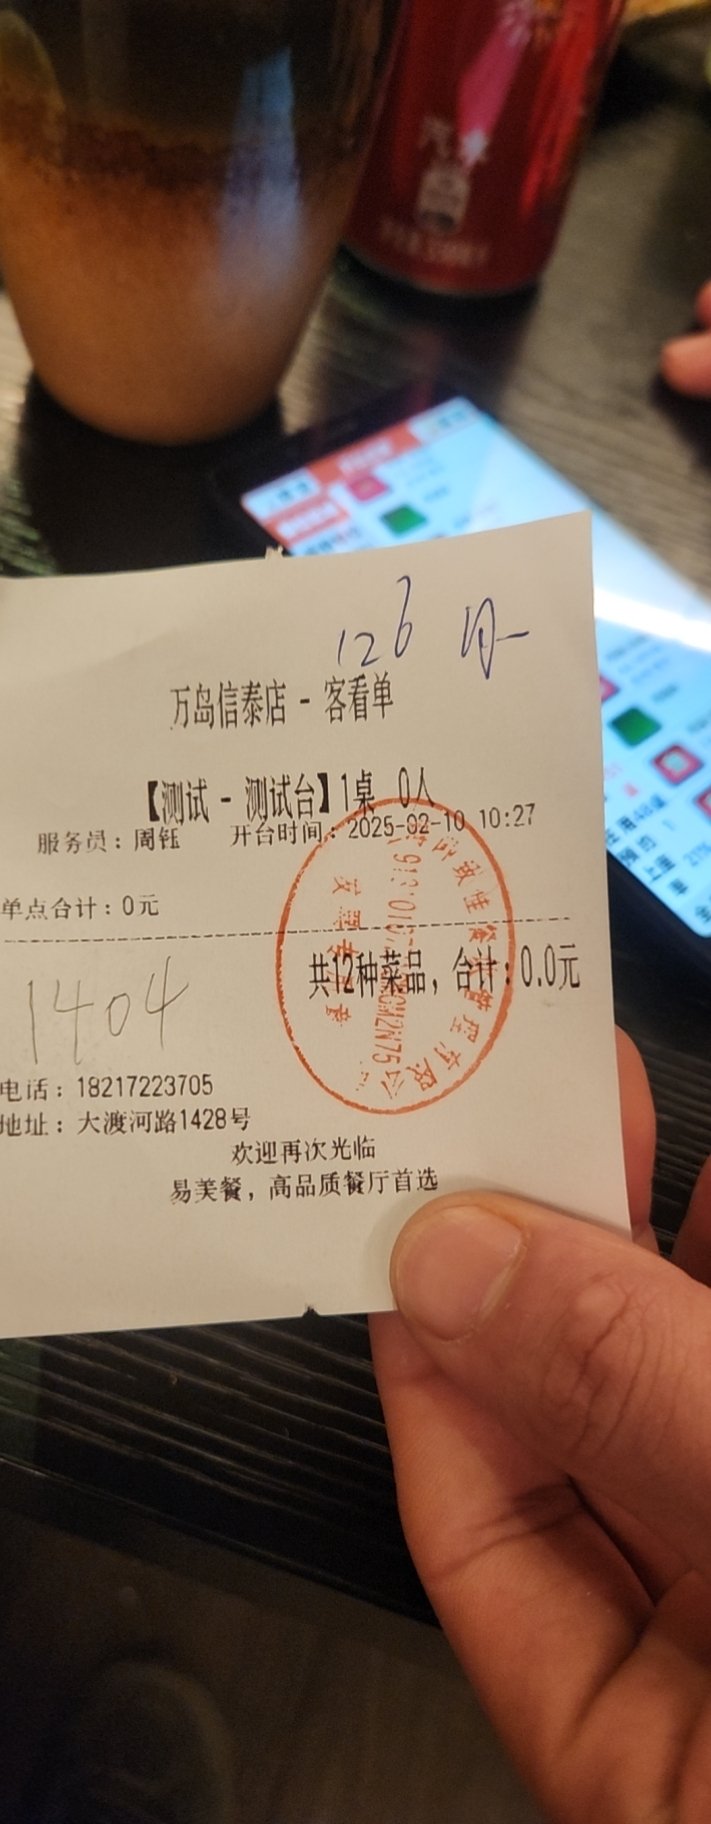 汽水
126
万岛信泰店 - 客看单
【测试 - 测试台】1桌 0人
服务员：周钰 开台时间：2025-02-10 10:27
单点合计：0元
共12种菜品，合计：0.0元
1404
电话：18217223705
地址：大渡河路1428号
欢迎再次光临
易美餐，高品质餐厅首选